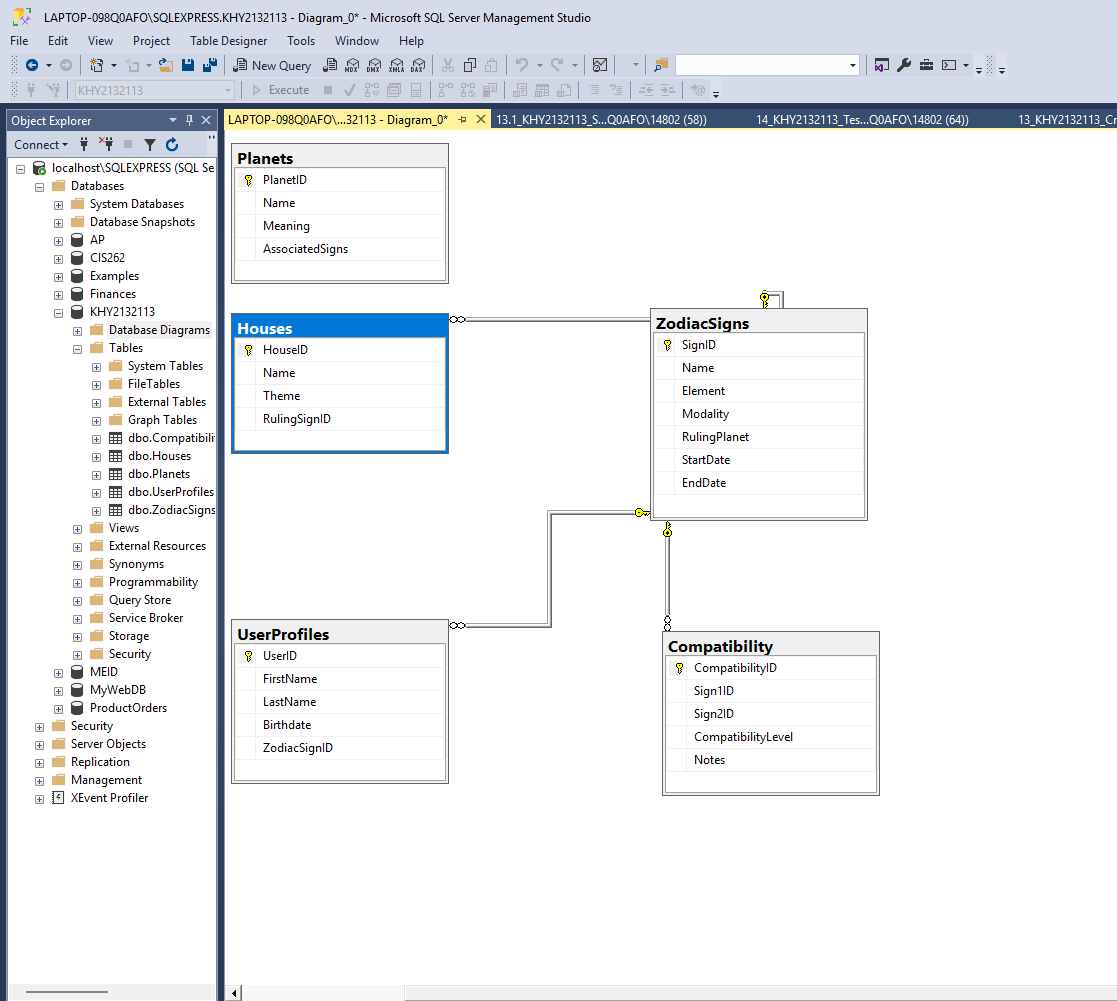 LAPTOP-098Q0AFO\SQLEXPRESS.KHY2132113 - Diagram_0* - Microsoft SQL Server Management Studio
File Edit View Project Table Designer Tools Window Help
New Query MDX DMX XMLA DAX
KHY2132113 Execute
Object Explorer
LAPTOP-098Q0AFO\...32113 - Diagram_0*
13.1_KHY2132113_S...Q0AFO\14802 (58))
14_KHY2132113_Tes...Q0AFO\14802 (64))
13_KHY2132113_Cr
Connect
localhost\SQLEXPRESS (SQL Se
Databases
System Databases
Database Snapshots
AP
CIS262
Examples
Finances
KHY2132113
Database Diagrams
Tables
System Tables
FileTables
External Tables
Graph Tables
dbo.Compatibili
dbo.Houses
dbo.Planets
dbo.UserProfiles
dbo.ZodiacSigns
Views
External Resources
Synonyms
Programmability
Query Store
Service Broker
Storage
Security
MEID
MyWebDB
ProductOrders
Security
Server Objects
Replication
Management
XEvent Profiler
Planets
PlanetID
Name
Meaning
AssociatedSigns
Houses
HouseID
Name
Theme
RulingSignID
ZodiacSigns
SignID
Name
Element
Modality
RulingPlanet
StartDate
EndDate
UserProfiles
UserID
FirstName
LastName
Birthdate
ZodiacSignID
Compatibility
CompatibilityID
Sign1ID
Sign2ID
CompatibilityLevel
Notes